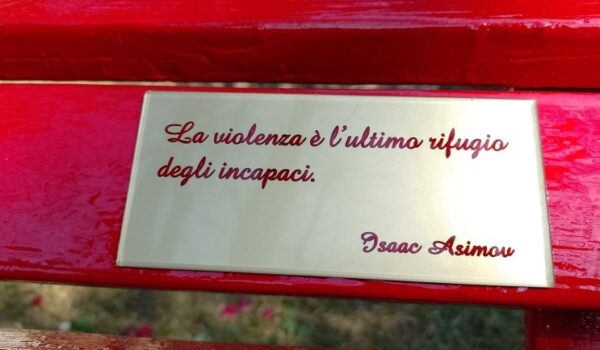 La violenza è l'ultimo rifugio
degli incapaci.
Isaac Asimov